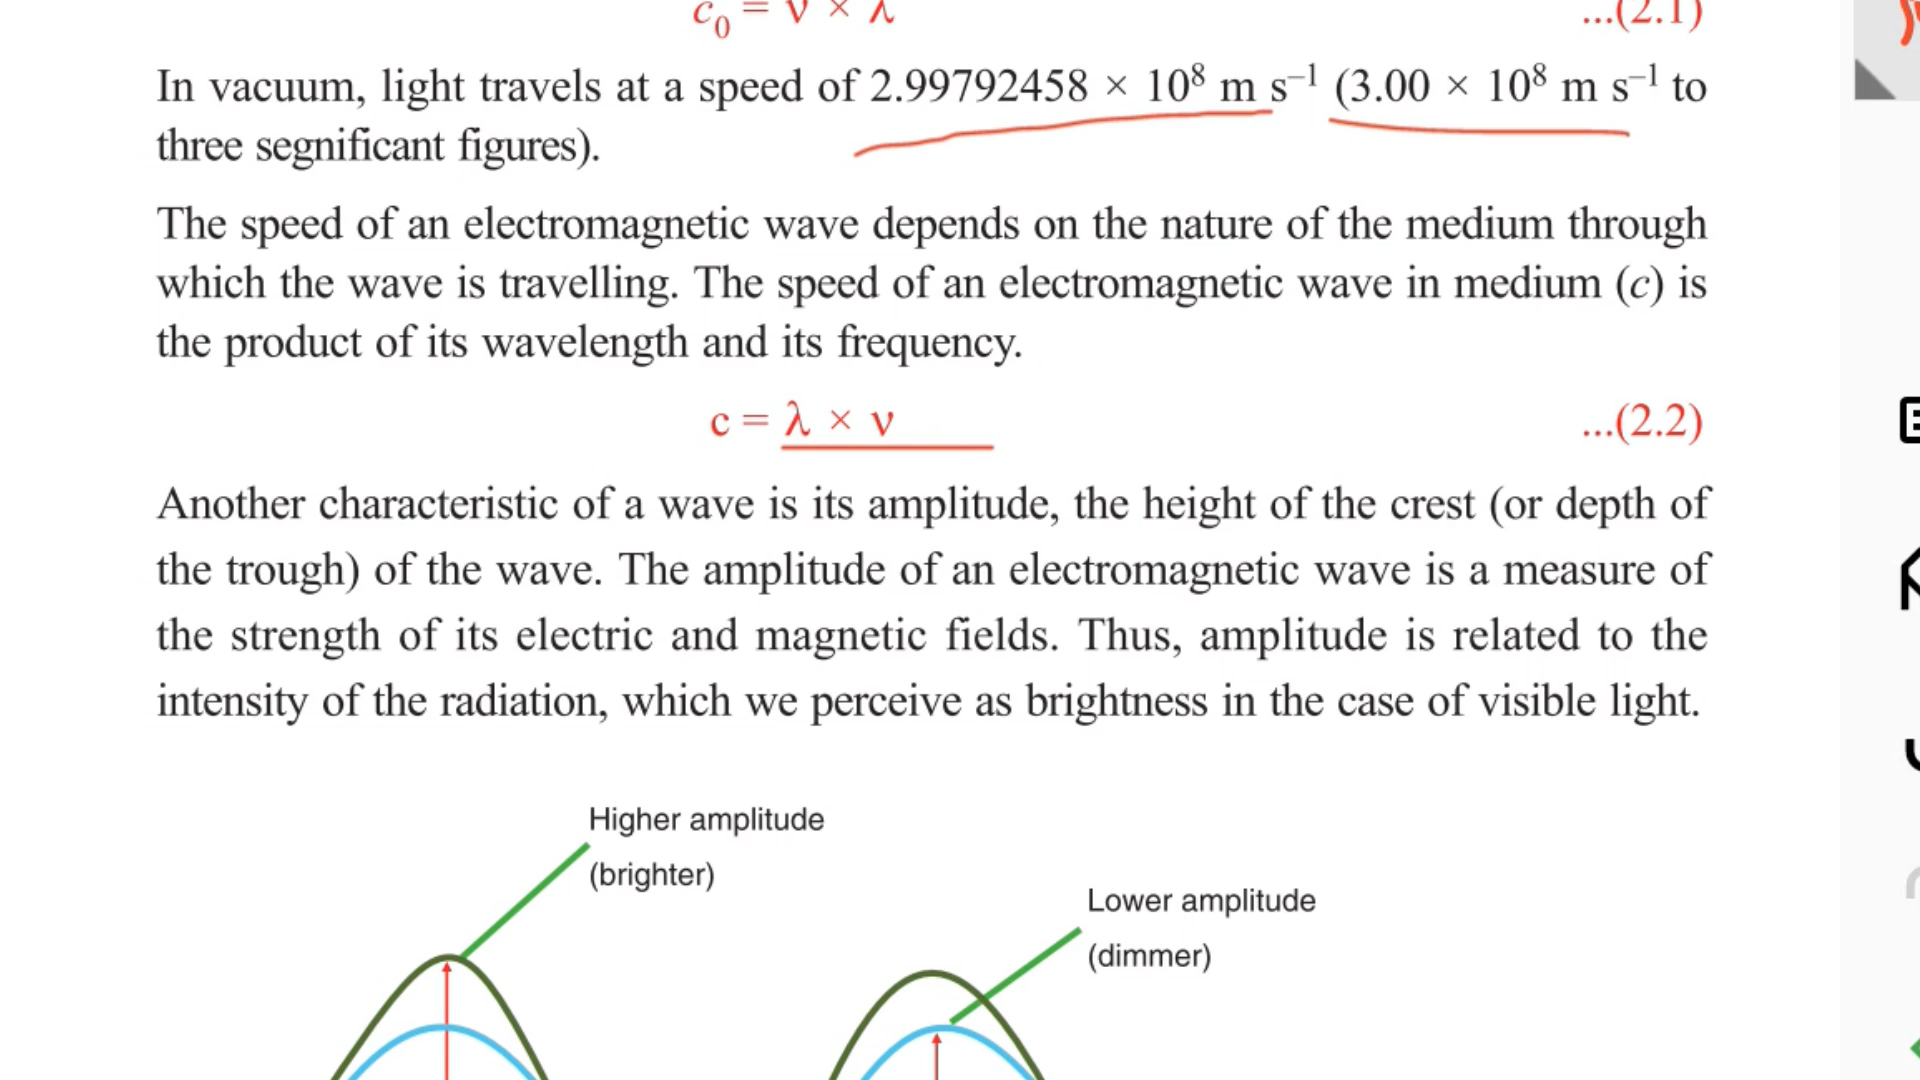 c₀ = ν × λ ...(2.1)
In vacuum, light travels at a speed of 2.99792458 × 10⁸ m s⁻¹ (3.00 × 10⁸ m s⁻¹ to
three segnificant figures).
The speed of an electromagnetic wave depends on the nature of the medium through
which the wave is travelling. The speed of an electromagnetic wave in medium (c) is
the product of its wavelength and its frequency.
c = λ × ν ...(2.2)
Another characteristic of a wave is its amplitude, the height of the crest (or depth of
the trough) of the wave. The amplitude of an electromagnetic wave is a measure of
the strength of its electric and magnetic fields. Thus, amplitude is related to the
intensity of the radiation, which we perceive as brightness in the case of visible light.
Higher amplitude
(brighter)
Lower amplitude
(dimmer)